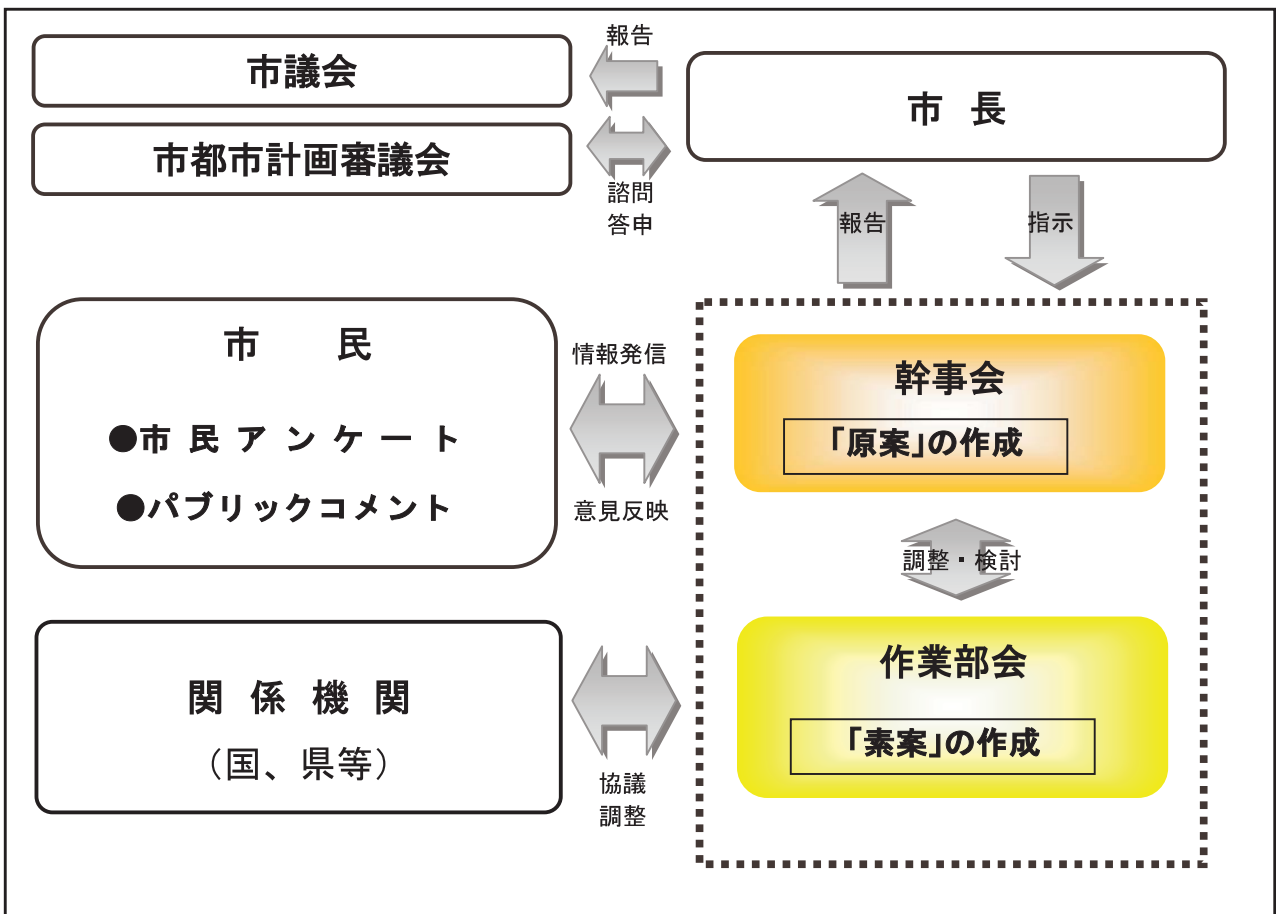 市議会
報告
市長
市都市計画審議会
諮問
答申
報告
指示
市民
●市民アンケート
●パブリックコメント
情報発信
意見反映
幹事会
「原案」の作成
調整・検討
作業部会
「素案」の作成
関係機関
（国、県等）
協議
調整